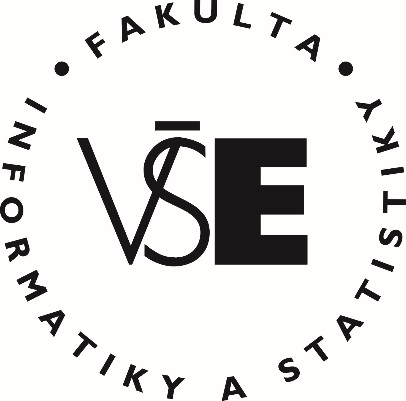 FAKULTA
INFORMATIKY A STATISTIKY
VŠE